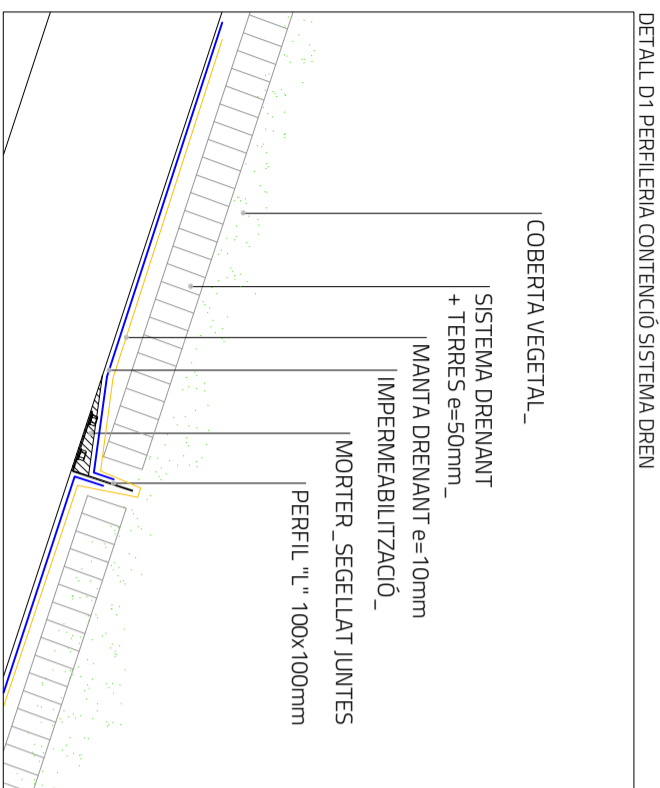 DETALL D1 PERFILERIA CONTENCIÓ SISTEMA DREN
COBERTA VEGETAL_
SISTEMA DRENANT
+ TERRES e=50mm_
MANTA DRENANT e=10mm
IMPERMEABILITZACIÓ_
MORTER_SEGELLAT JUNTES
PERFIL "L" 100x100mm